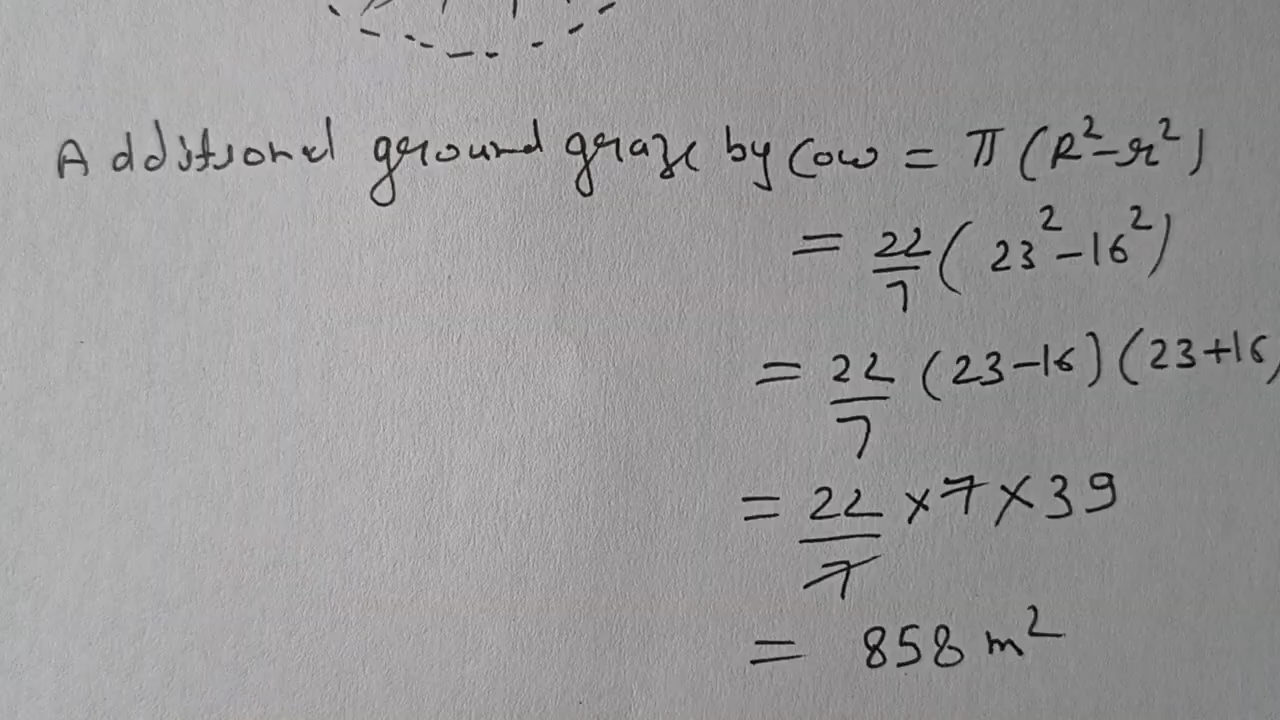 Additional ground graze by Cow = π (R² - r²)
= 22/7 ( 23² - 16² )
= 22/7 (23-16) (23+16)
= 22/7 × 7 × 39
= 858 m²